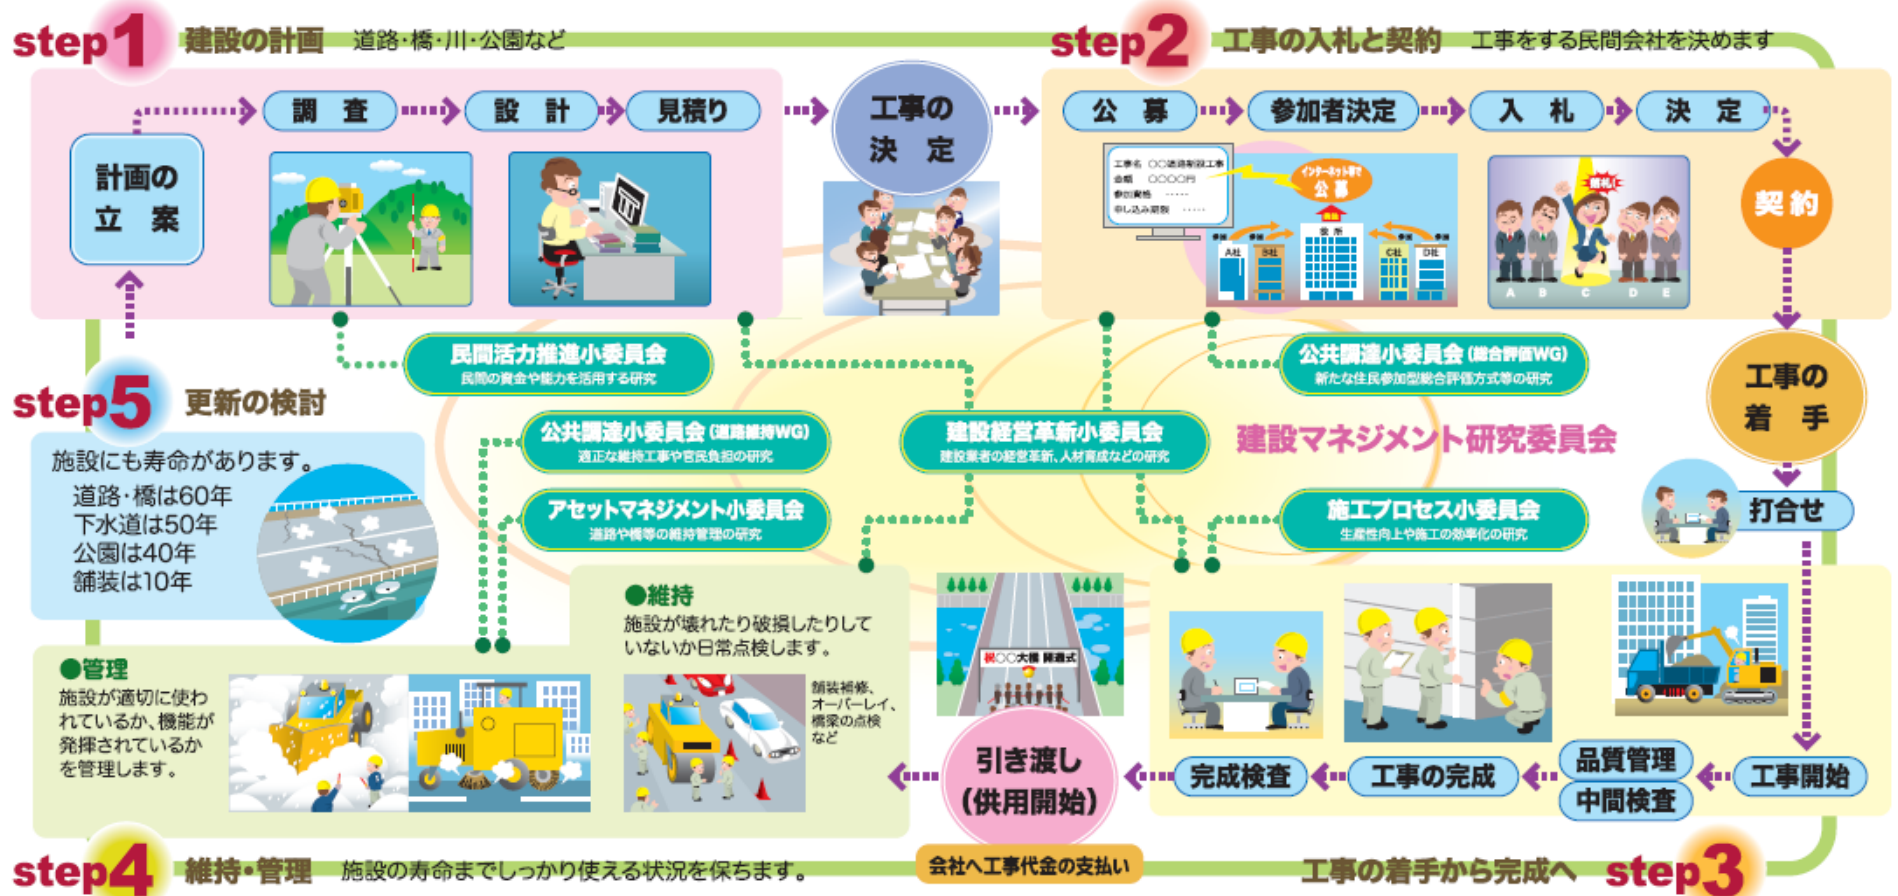 step1 建設の計画 道路・橋・川・公園など
計画の
立 案
調 査
設 計
見積り
工事の
決 定
step2 工事の入札と契約 工事をする民間会社を決めます
公 募
参加者決定
入 札
決 定
工事名 ○○道路新設工事
金額 ○○○○円
参加資格 ‥‥‥
申し込み期限 ‥‥‥
インターネット等で
公 募
役 所
参加
参加
参加
参加
A社
B社
C社
D社
落札!
A B C D E
契約
工事の
着 手
打合せ
民間活力推進小委員会
民間の資金や能力を活用する研究
公共調達小委員会(総合評価WG)
新たな住民参加型総合評価方式等の研究
公共調達小委員会(道路維持WG)
適正な維持工事や官民負担の研究
建設経営革新小委員会
建設業者の経営革新、人材育成などの研究
建設マネジメント研究委員会
アセットマネジメント小委員会
道路や橋等の維持管理の研究
施工プロセス小委員会
生産性向上や施工の効率化の研究
step5 更新の検討
施設にも寿命があります。
道路・橋は60年
下水道は50年
公園は40年
舗装は10年
●管理
施設が適切に使わ
れているか、機能が
発揮されているか
を管理します。
●維持
施設が壊れたり破損したりして
いないか日常点検します。
舗装補修、
オーバーレイ、
橋梁の点検
など
祝○○大橋 開通式
引き渡し
(供用開始)
完成検査
工事の完成
品質管理
中間検査
工事開始
step4 維持・管理 施設の寿命までしっかり使える状況を保ちます。
会社へ工事代金の支払い
工事の着手から完成へ step3